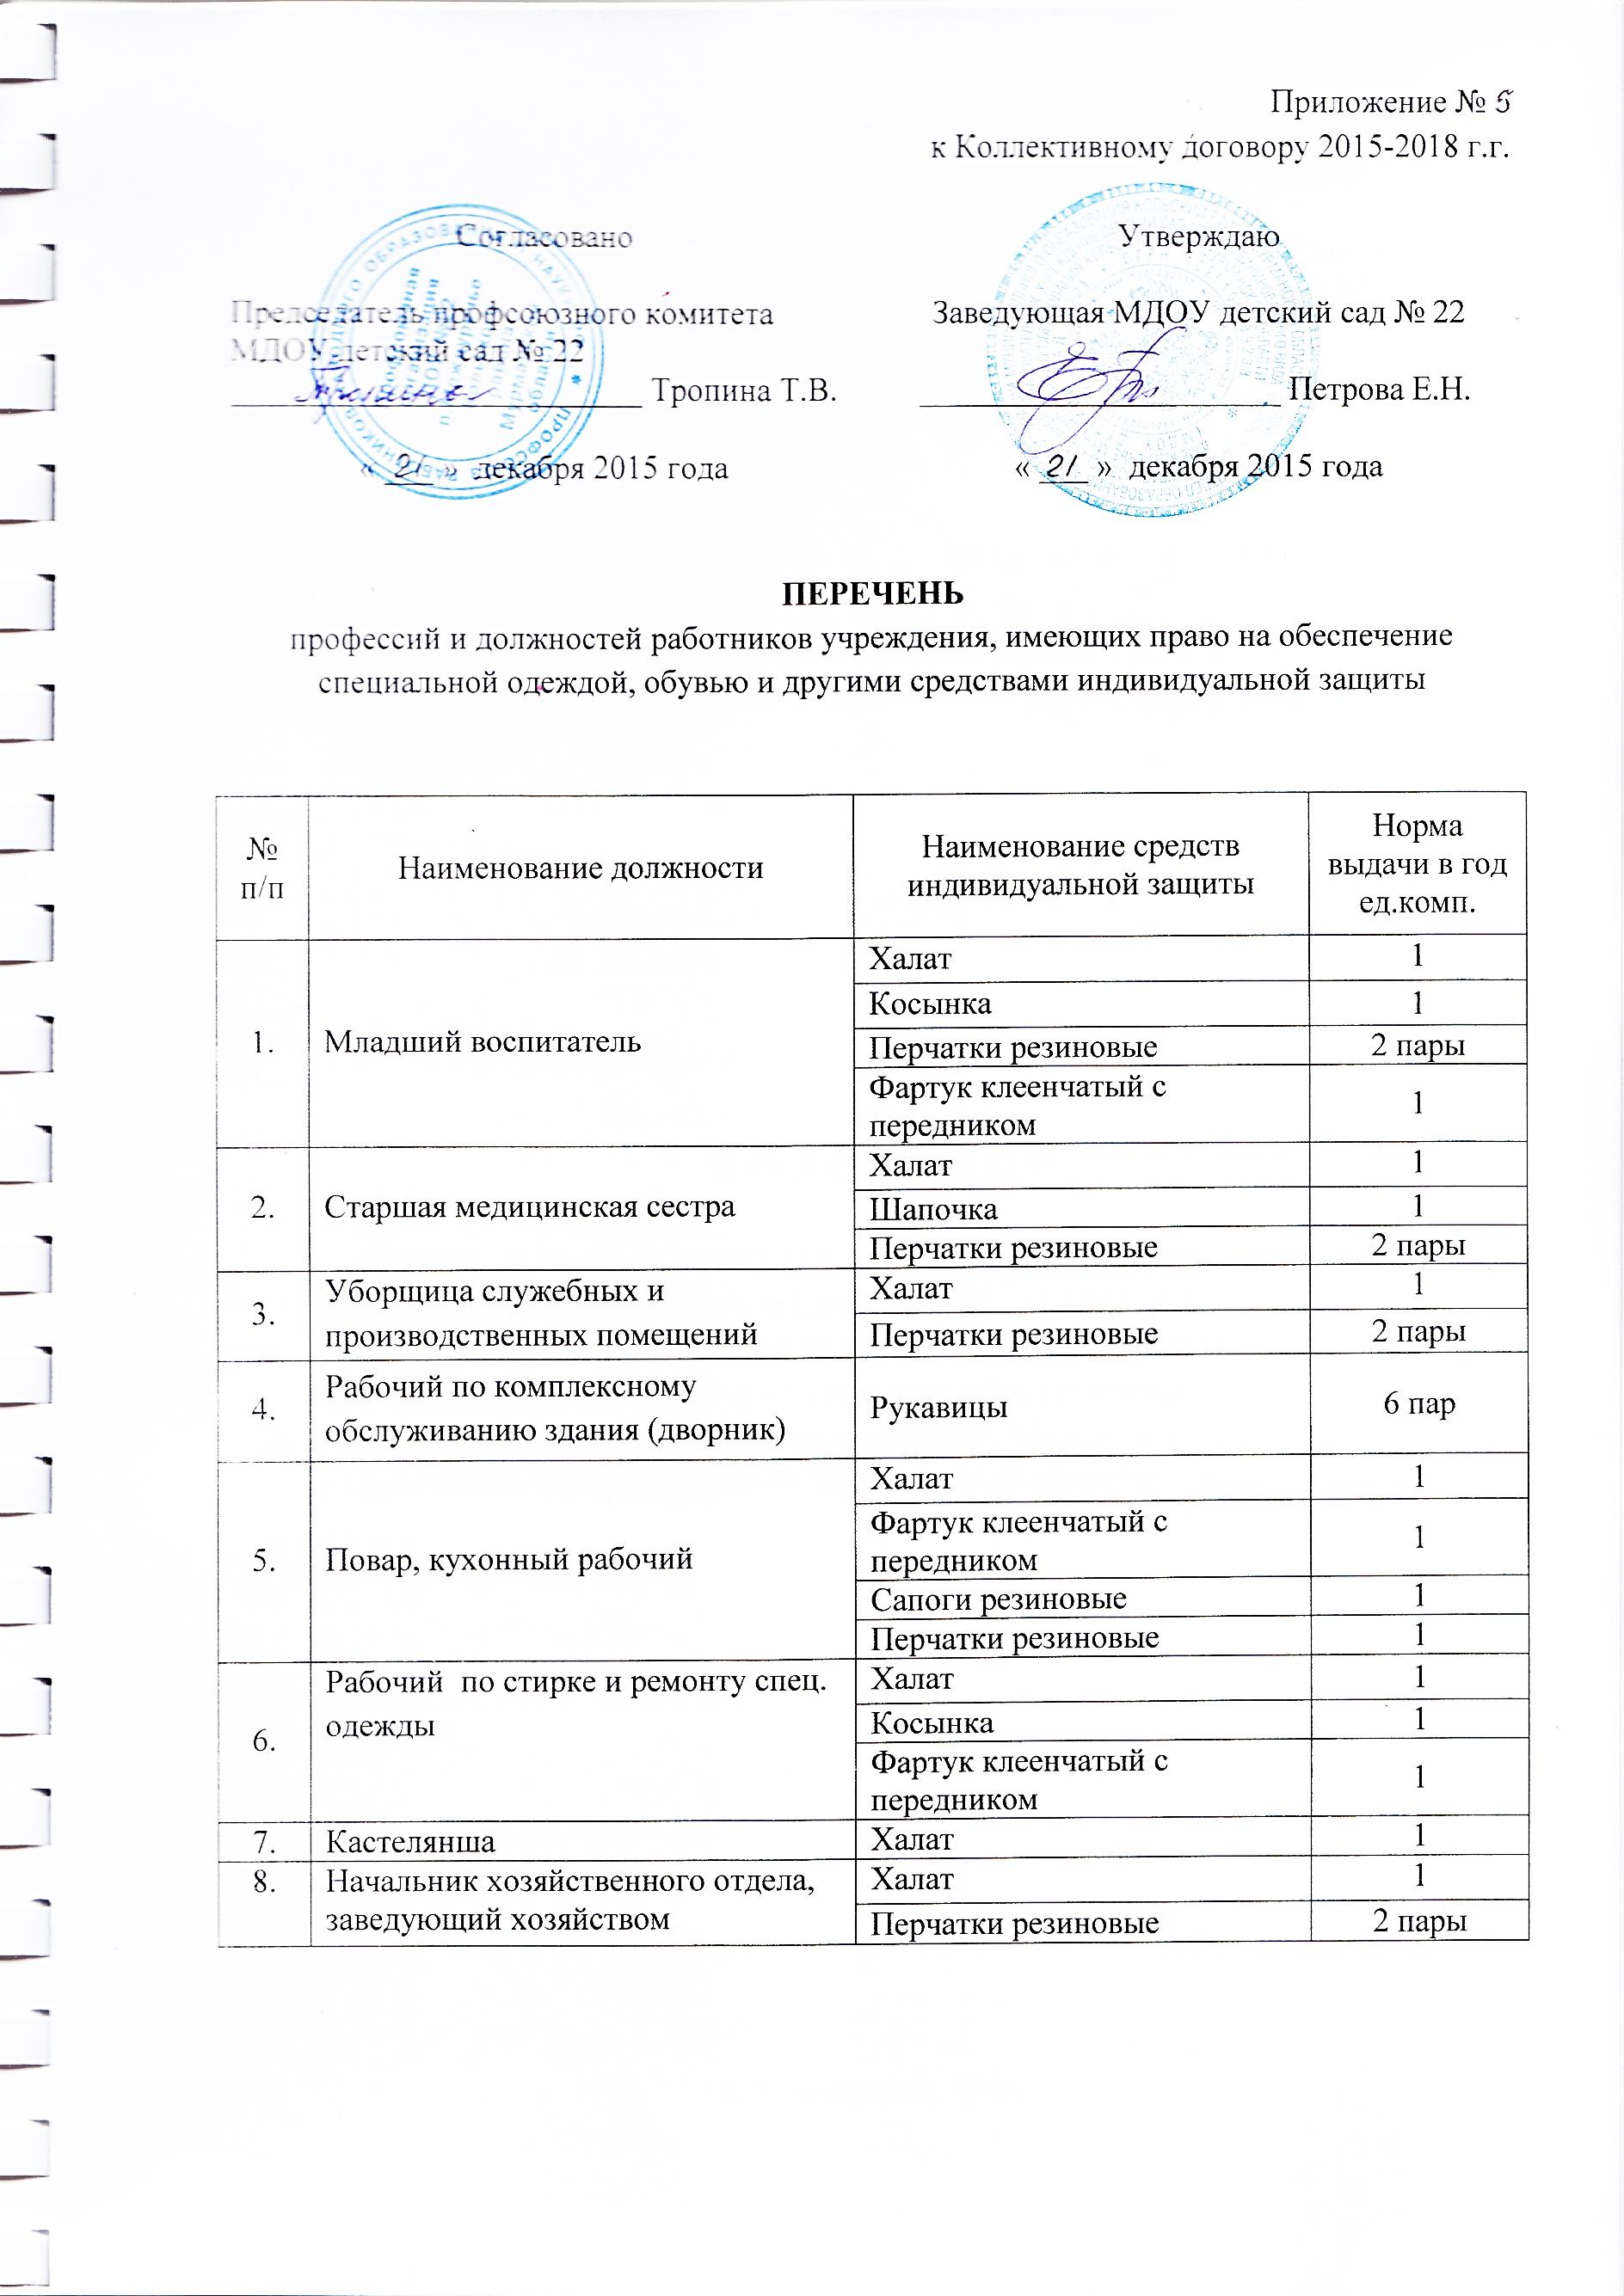 Приложение № 5
к Коллективному договору 2015-2018 г.г.
Согласовано
Утверждаю
Председатель профсоюзного комитета
МДОУ детский сад № 22
Тропина Т.В.
« 21 » декабря 2015 года
Заведующая МДОУ детский сад № 22
Петрова Е.Н.
« 21 » декабря 2015 года
ПЕРЕЧЕНЬ
профессий и должностей работников учреждения, имеющих право на обеспечение
специальной одеждой, обувью и другими средствами индивидуальной защиты
№
п/п
Наименование должности
Наименование средств
индивидуальной защиты
Норма
выдачи в год
ед.комп.
1.
Младший воспитатель
Халат
1
Косынка
1
Перчатки резиновые
2 пары
Фартук клеенчатый с
передником
1
2.
Старшая медицинская сестра
Халат
1
Шапочка
1
Перчатки резиновые
2 пары
3.
Уборщица служебных и
производственных помещений
Халат
1
Перчатки резиновые
2 пары
4.
Рабочий по комплексному
обслуживанию здания (дворник)
Рукавицы
6 пар
5.
Повар, кухонный рабочий
Халат
1
Фартук клеенчатый с
передником
1
Сапоги резиновые
1
Перчатки резиновые
1
6.
Рабочий по стирке и ремонту спец.
одежды
Халат
1
Косынка
1
Фартук клеенчатый с
передником
1
7.
Кастелянша
Халат
1
8.
Начальник хозяйственного отдела,
заведующий хозяйством
Халат
1
Перчатки резиновые
2 пары